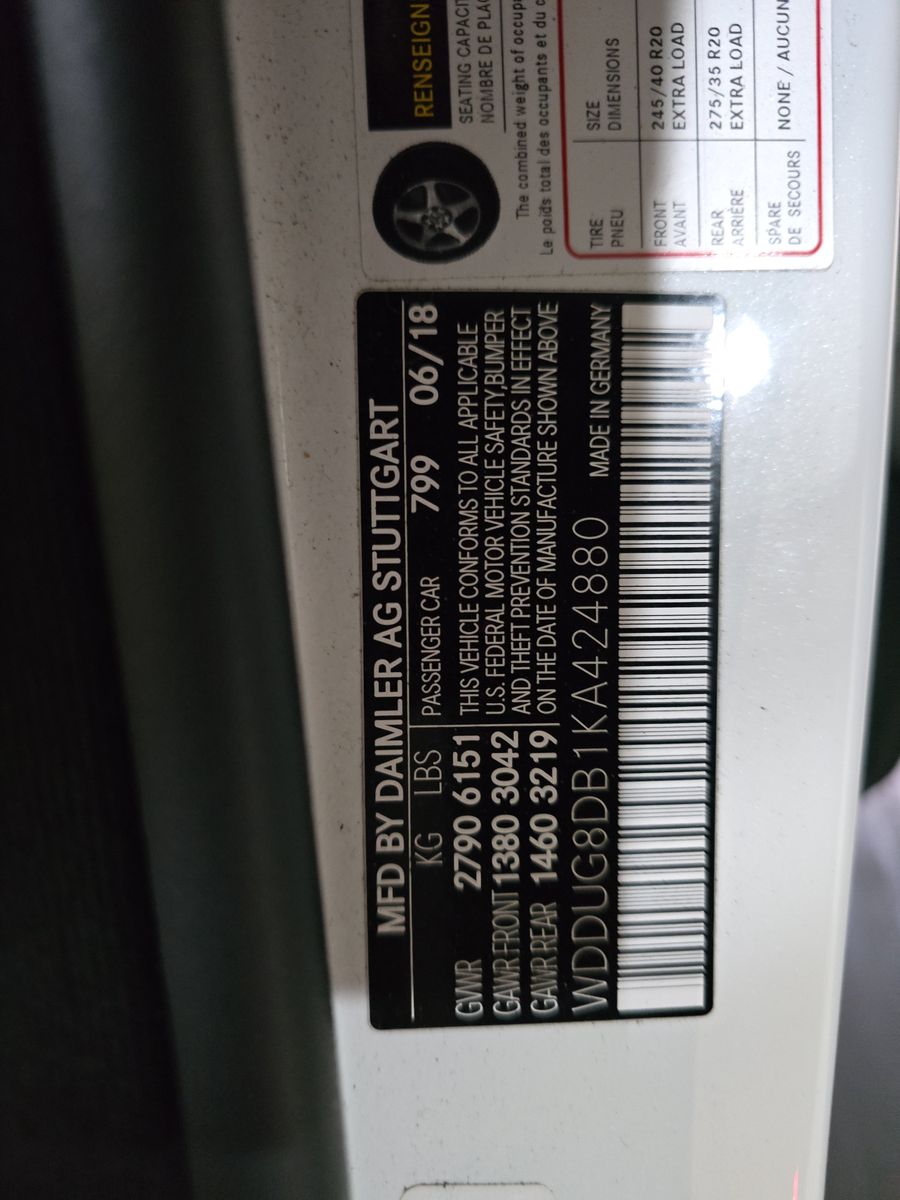 MFD BY DAIMLER AG STUTTGART
KG LBS PASSENGER CAR 799 06/18
GVWR 2790 6151
GAWR FRONT 1380 3042
GAWR REAR 1460 3219
THIS VEHICLE CONFORMS TO ALL APPLICABLE
U.S. FEDERAL MOTOR VEHICLE SAFETY,BUMPER
AND THEFT PREVENTION STANDARDS IN EFFECT
ON THE DATE OF MANUFACTURE SHOWN ABOVE
WDDUG8DB1KA424880 MADE IN GERMANY
SEATING
NOMBRE DE
The combined weight of
Le poids total des occupants et du
TIRE SIZE
PNEU DIMENSIONS
FRONT 245/40 R20
AVANT EXTRA LOAD
REAR 275/35 R20
ARRIÈRE EXTRA LOAD
SPARE NONE / AUCUN
DE SECOURS